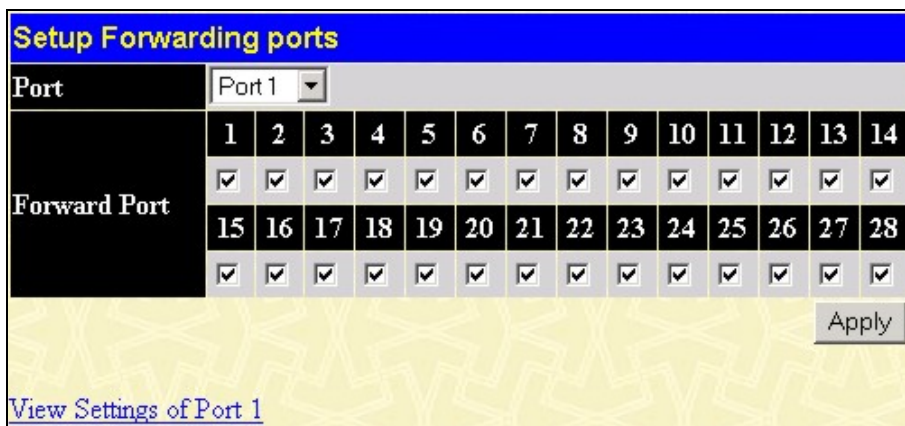 Setup Forwarding ports
Port Port 1
1 2 3 4 5 6 7 8 9 10 11 12 13 14
Forward Port
15 16 17 18 19 20 21 22 23 24 25 26 27 28
Apply
View Settings of Port 1